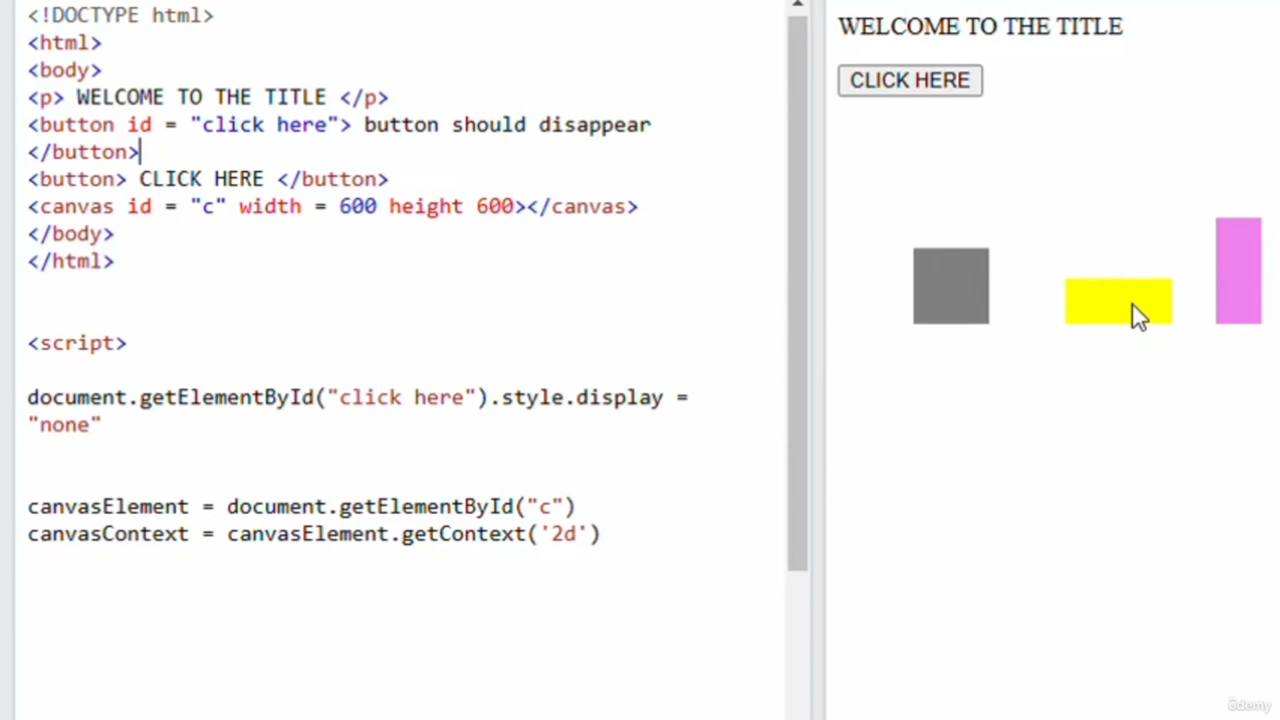 <!DOCTYPE html>
<html>
<body>
<p> WELCOME TO THE TITLE </p>
<button id = "click here"> button should disappear
</button>
<button> CLICK HERE </button>
<canvas id = "c" width = 600 height 600></canvas>
</body>
</html>
<script>
document.getElementById("click here").style.display =
"none"
canvasElement = document.getElementById("c")
canvasContext = canvasElement.getContext('2d')
WELCOME TO THE TITLE
CLICK HERE
ûdemy